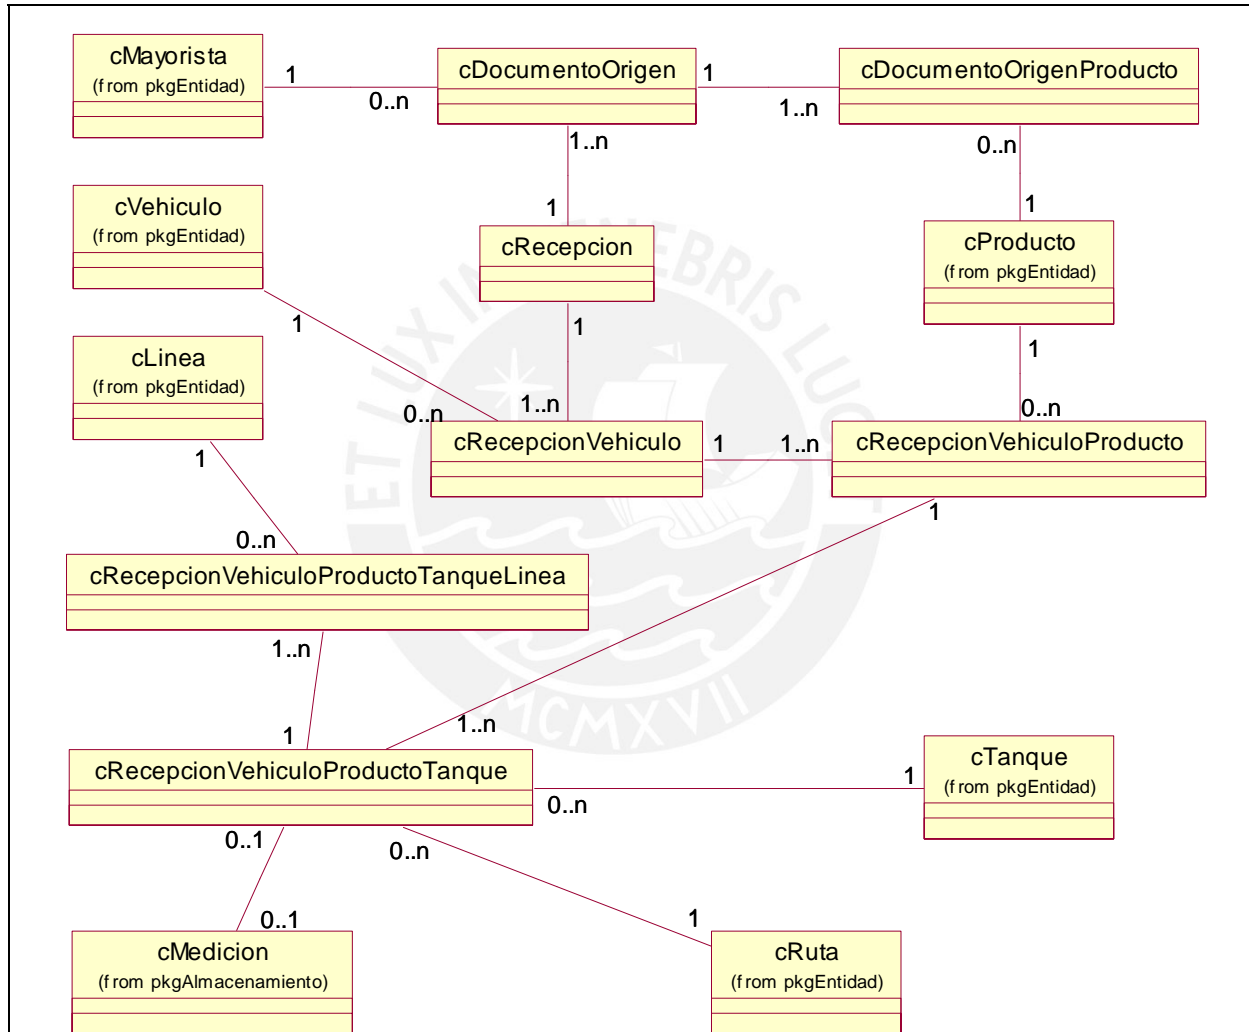 cMayorista
(from pkgEntidad)
1
0..n
cDocumentoOrigen
1
1..n
cDocumentoOrigenProducto
1..n
0..n
cVehiculo
(from pkgEntidad)
1
1
cRecepcion
cProducto
(from pkgEntidad)
1
1
1
cLinea
(from pkgEntidad)
0..n
1..n
0..n
1
cRecepcionVehiculo
1
1..n
cRecepcionVehiculoProducto
1
0..n
cRecepcionVehiculoProductoTanqueLinea
1..n
1..n
1
cRecepcionVehiculoProductoTanque
0..n
1
cTanque
(from pkgEntidad)
0..1
0..n
0..1
1
cMedicion
(from pkgAlmacenamiento)
cRuta
(from pkgEntidad)
MCMXVII